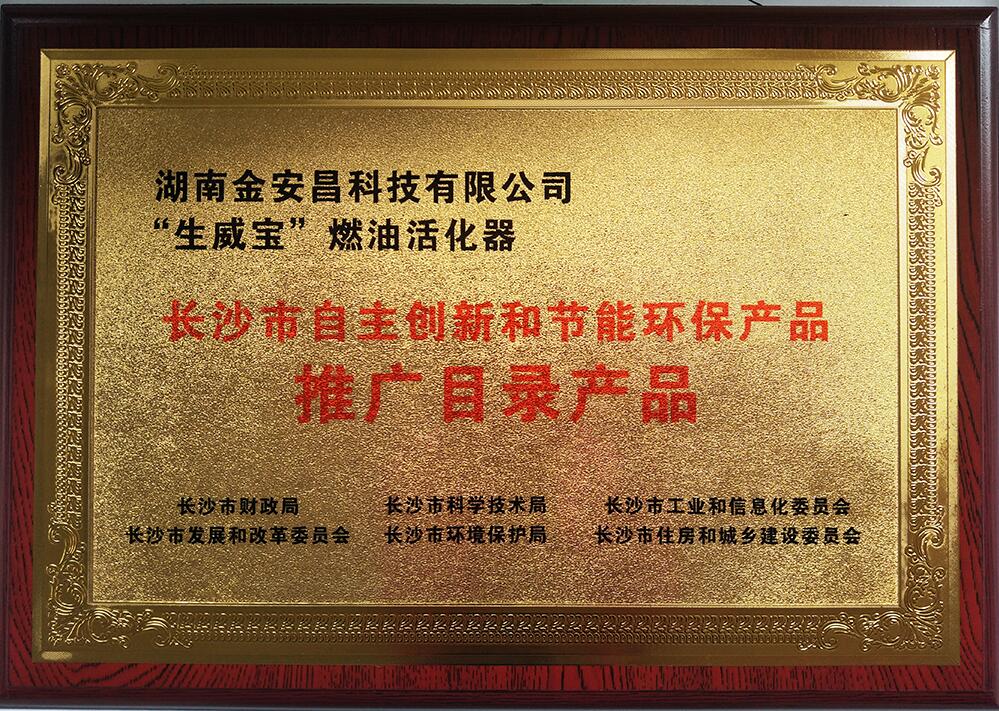 湖南金安昌科技有限公司
“生威宝”燃油活化器
长沙市自主创新和节能环保产品
推广目录产品
长沙市财政局 长沙市科学技术局 长沙市工业和信息化委员会
长沙市发展和改革委员会 长沙市环境保护局 长沙市住房和城乡建设委员会